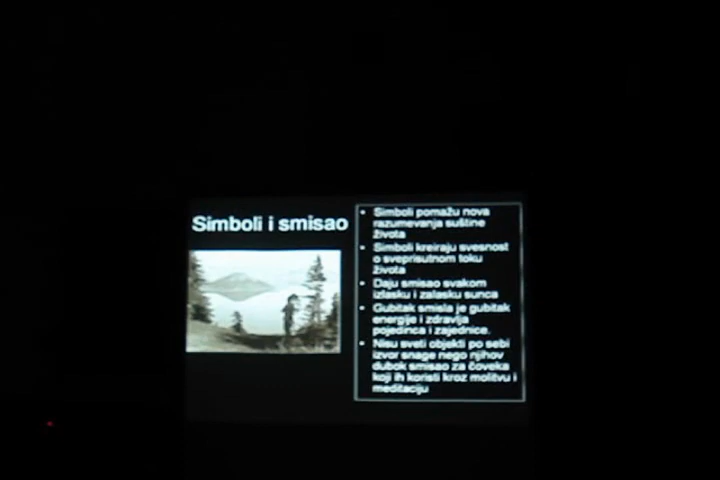 Simboli i smisao
• Simboli pomažu nova
razumevanja suštine
života
• Simboli kreiraju svesnost
o sveprisutnom toku
života
• Daju smisao svakom
izlasku i zalasku sunca
• Gubitak smisla je gubitak
energije i zdravlja
pojedinca i zajednice.
• Nisu sveti objekti po sebi
izvor snage nego njihov
dubok smisao za čoveka
koji ih koristi kroz molitvu i
meditaciju